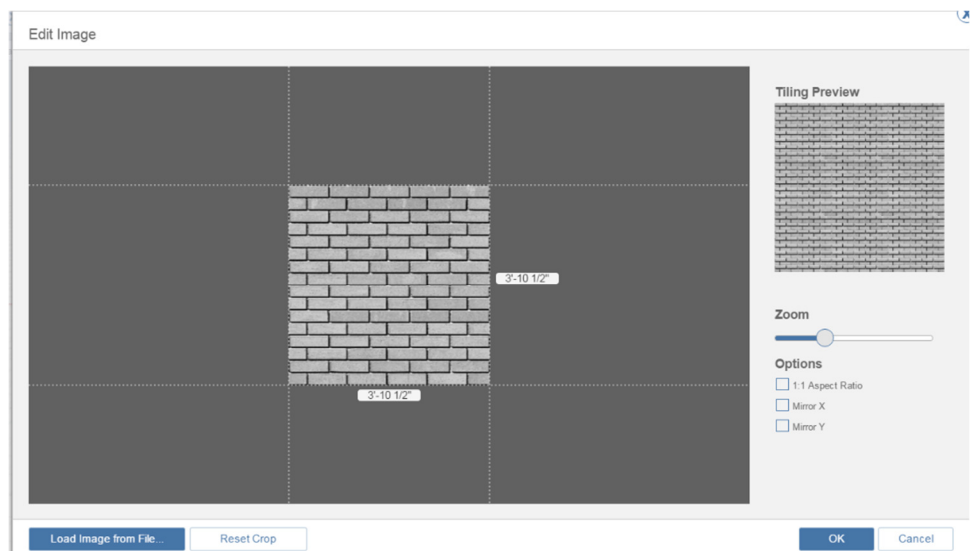 Edit Image
Tiling Preview
3'-10 1/2"
3'-10 1/2"
Zoom
Options
1:1 Aspect Ratio
Mirror X
Mirror Y
Load Image from File...
Reset Crop
OK
Cancel